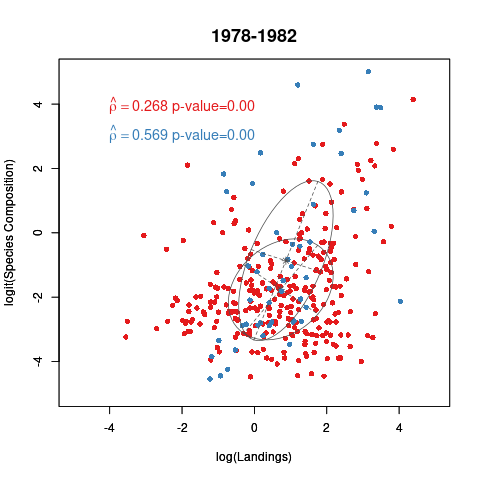 1978-1982
ρ̂ = 0.268 p-value=0.00
ρ̂ = 0.569 p-value=0.00
logit(Species Composition)
4
2
0
-2
-4
-4 -2 0 2 4
log(Landings)